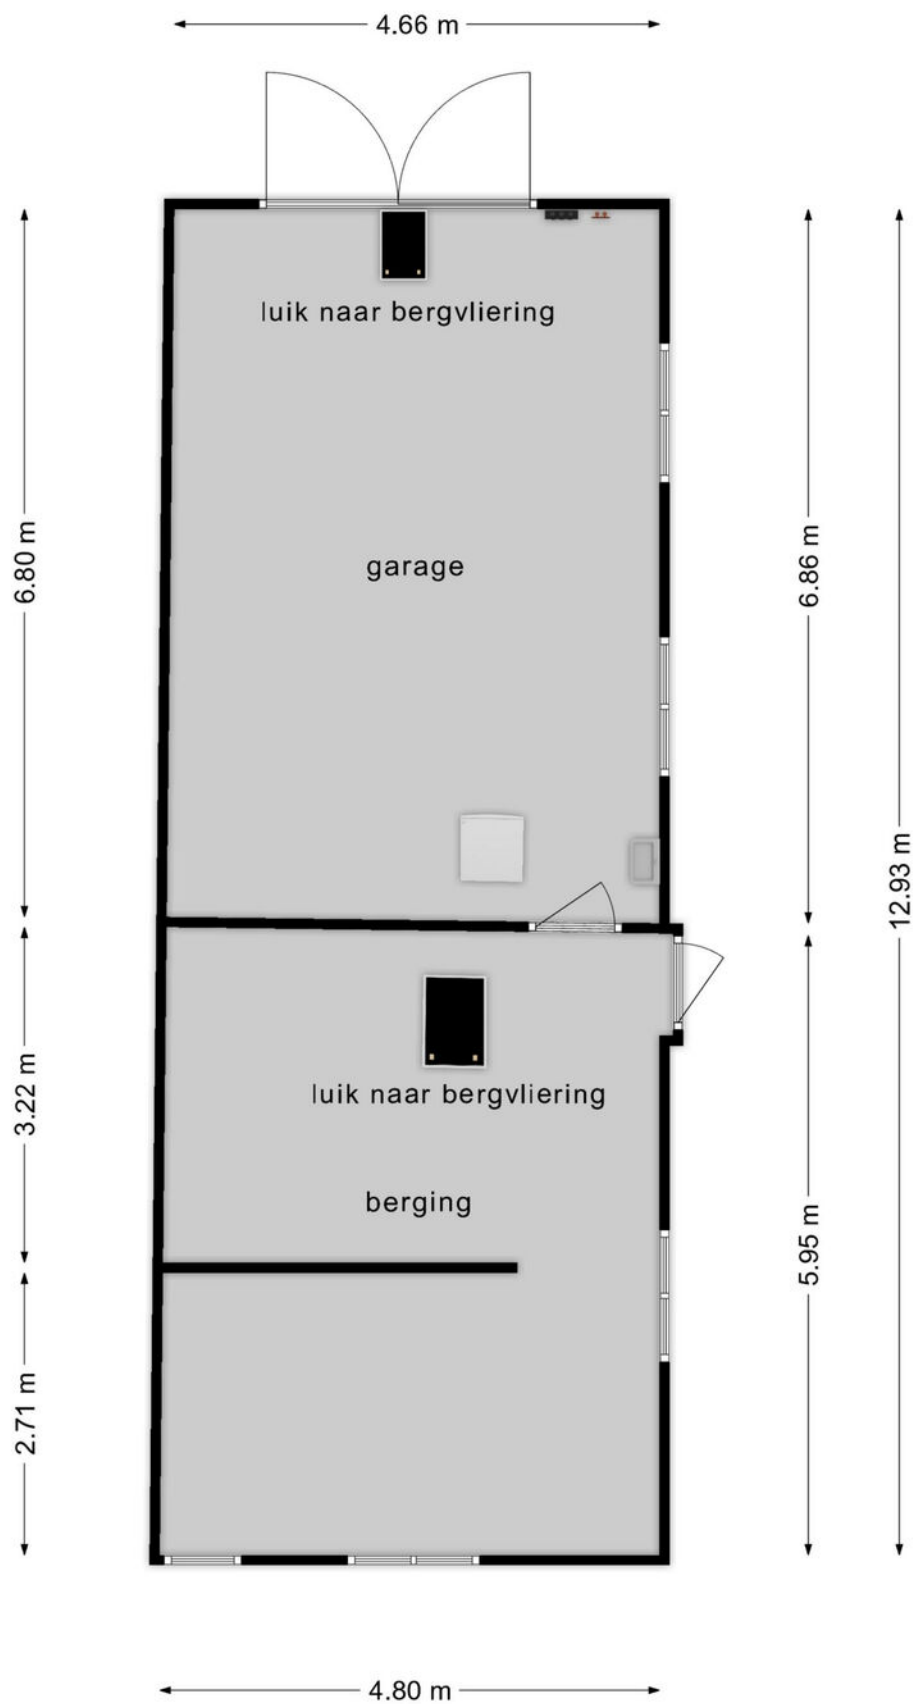 4.66 m
luik naar bergvliering
garage
6.80 m
6.86 m
12.93 m
luik naar bergvliering
3.22 m
berging
5.95 m
2.71 m
4.80 m